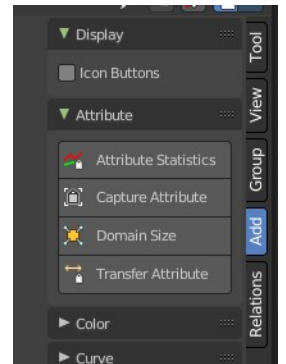 Display
Icon Buttons
Attribute
Attribute Statistics
Capture Attribute
Domain Size
Transfer Attribute
Color
Curve
Tool
View
Group
Add
Relations